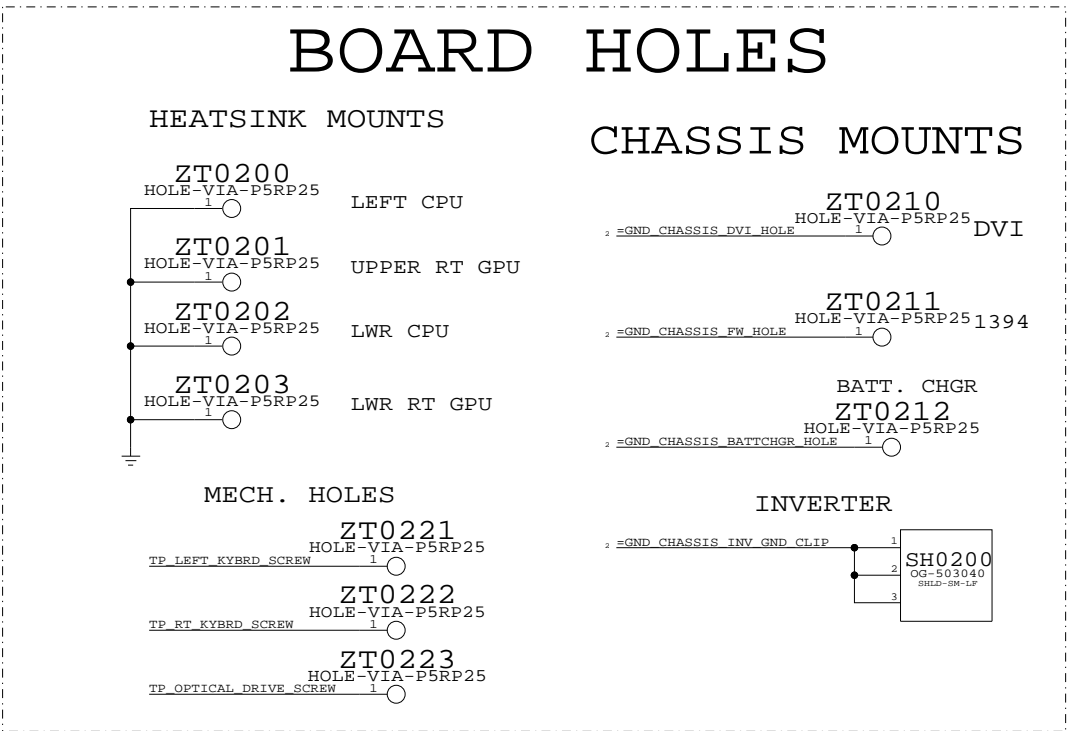 BOARD HOLES
HEATSINK MOUNTS
ZT0200
HOLE-VIA-P5RP25
1
LEFT CPU
ZT0201
HOLE-VIA-P5RP25
1
UPPER RT GPU
ZT0202
HOLE-VIA-P5RP25
1
LWR CPU
ZT0203
HOLE-VIA-P5RP25
1
LWR RT GPU
MECH. HOLES
ZT0221
HOLE-VIA-P5RP25
TP_LEFT_KYBRD_SCREW 1
ZT0222
HOLE-VIA-P5RP25
TP_RT_KYBRD_SCREW 1
ZT0223
HOLE-VIA-P5RP25
TP_OPTICAL_DRIVE_SCREW 1
CHASSIS MOUNTS
ZT0210
HOLE-VIA-P5RP25
DVI
2 =GND_CHASSIS_DVI_HOLE 1
ZT0211
HOLE-VIA-P5RP25
1394
2 =GND_CHASSIS_FW_HOLE 1
BATT. CHGR
ZT0212
HOLE-VIA-P5RP25
2 =GND_CHASSIS_BATTCHGR_HOLE 1
INVERTER
2 =GND_CHASSIS_INV_GND_CLIP 1
SH0200
2
OG-503040
SHLD-SM-LF
3